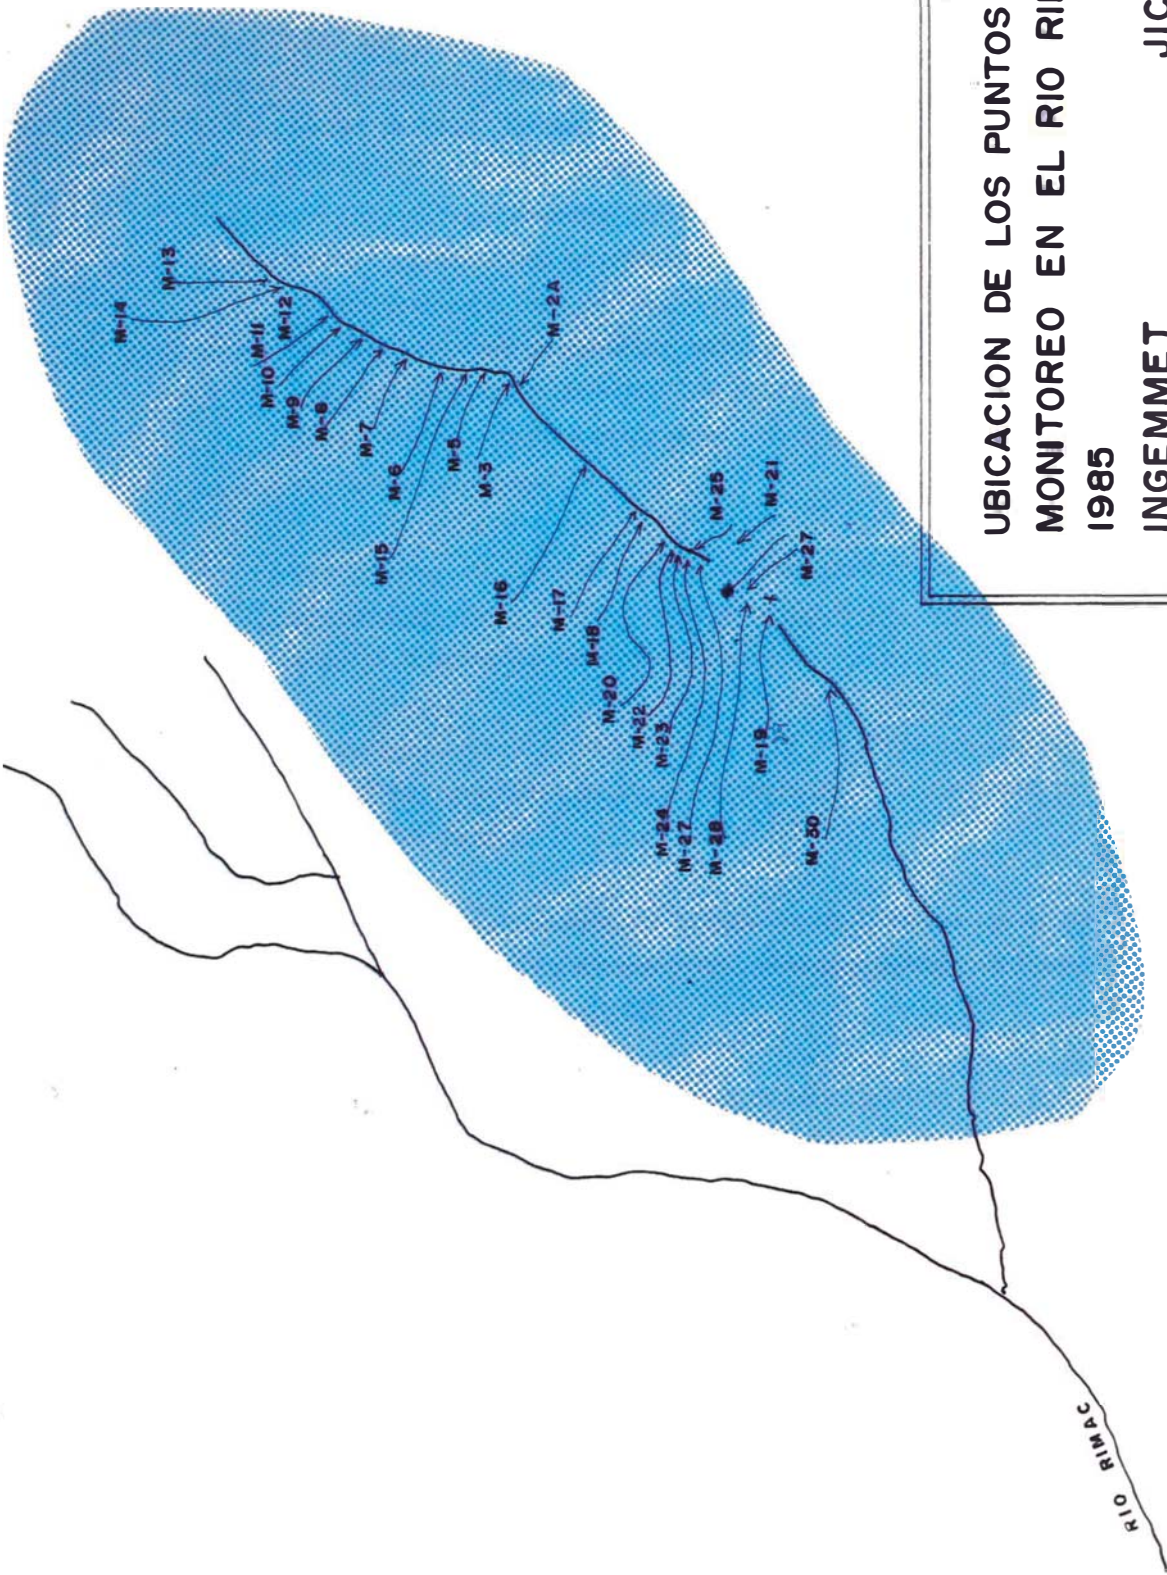 M-14
M-13
M-11
M-12
M-10
M-9
M-8
M-7
M-6
M-5
M-3
M-2A
M-15
M-16
M-17
M-18
M-20
M-22
M-23
M-24
M-27
M-28
M-25
M-21
M-27
M-19
M-30
RIO RIMAC
UBICACION DE LOS PUNTOS
MONITOREO EN EL RIO
1985
INGEMMET